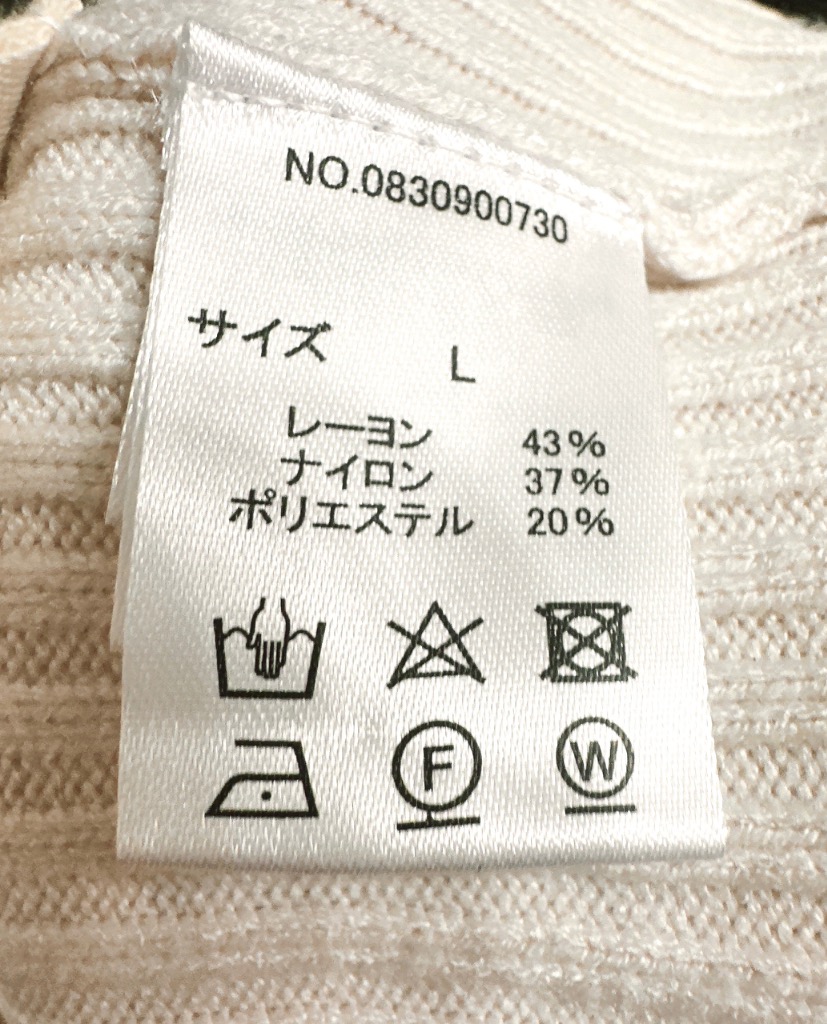 NO.0830900730
サイズ L
レーヨン 43%
ナイロン 37%
ポリエステル 20%
F W